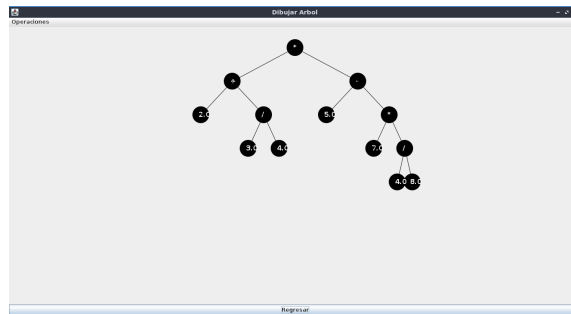 Dibujar Arbol
Operaciones
*
+ -
2.0 / 5.0 *
3.0 4.0 7.0 /
4.0 8.0
Regresar